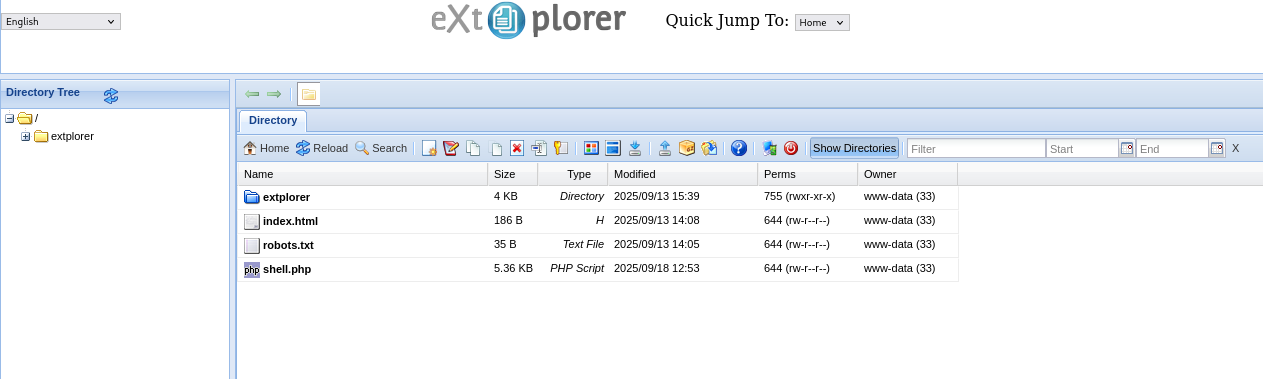 English
eXtplorer
Quick Jump To: Home
Directory Tree
/
extplorer
Directory
Home Reload Search Show Directories Filter Start End X
Name Size Type Modified Perms Owner
extplorer 4 KB Directory 2025/09/13 15:39 755 (rwxr-xr-x) www-data (33)
index.html 186 B H 2025/09/13 14:08 644 (rw-r--r--) www-data (33)
robots.txt 35 B Text File 2025/09/13 14:05 644 (rw-r--r--) www-data (33)
php shell.php 5.36 KB PHP Script 2025/09/18 12:53 644 (rw-r--r--) www-data (33)